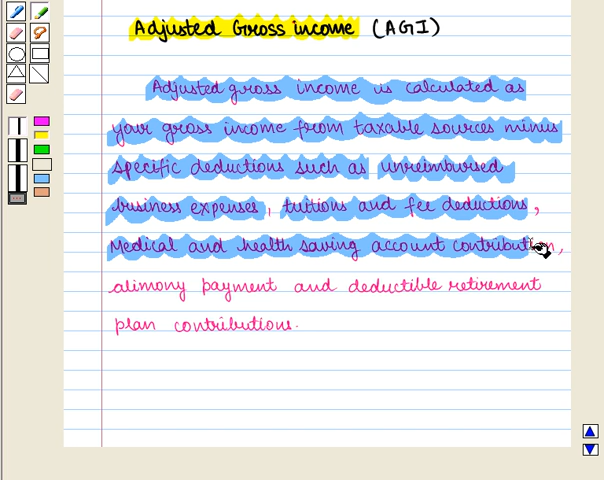 Adjusted Gross income (AGI)
Adjusted gross income is calculated as
your gross income from taxable sources minus
specific deductions such as unreimbursed
business expenses, tuitions and fee deductions,
Medical and health saving account contribution,
alimony payment and deductible retirement
plan contributions.